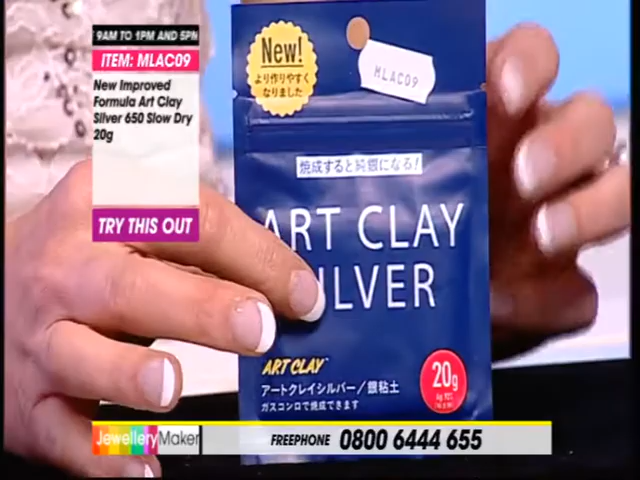 9AM TO 1PM AND 5PM
ITEM: MLAC09
New Improved
Formula Art Clay
Silver 650 Slow Dry
20g
TRY THIS OUT
New!
より作りやすく
なりました
MLAC09
焼成すると純銀になる!
ART CLAY
SILVER
ART CLAY
アートクレイシルバー/銀粘土
ガスコンロで焼成できます
20g
JewelleryMaker
FREEPHONE 0800 6444 655